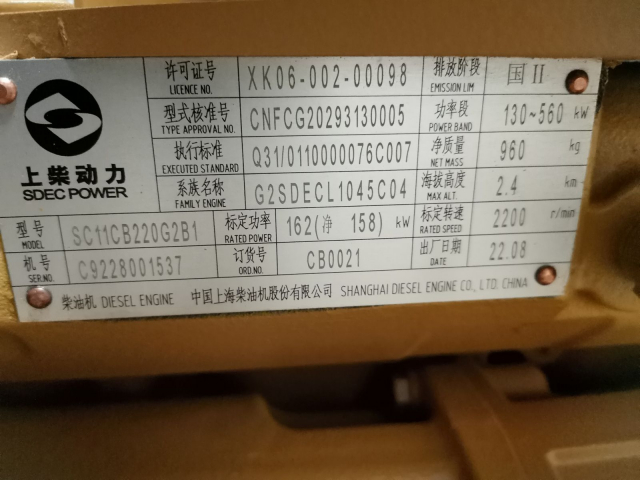 许可证号 LICENCE NO. XK06-002-00098 排放阶段 EMISSION LIM 国II
型式核准号 TYPE APPROVAL NO. CNFCG20293130005 功率段 POWER BAND 130~560 kW
执行标准 EXECUTED STANDARD Q31/0110000076C007 净质量 NET MASS 960 kg
上柴动力 SDEC POWER
系族名称 FAMILY ENGINE G2SDECL1045C04 海拔高度 MAX ALT. 2.4 km
型号 MODEL SC11CB220G2B1 标定功率 RATED POWER 162(净 158) kW 标定转速 RATED SPEED 2200 r/min
机号 SER.NO. C9228001537 订货号 ORD.NO. CB0021 出厂日期 DATE 22.08
柴油机 DIESEL ENGINE 中国上海柴油机股份有限公司 SHANGHAI DIESEL ENGINE CO., LTD. CHINA